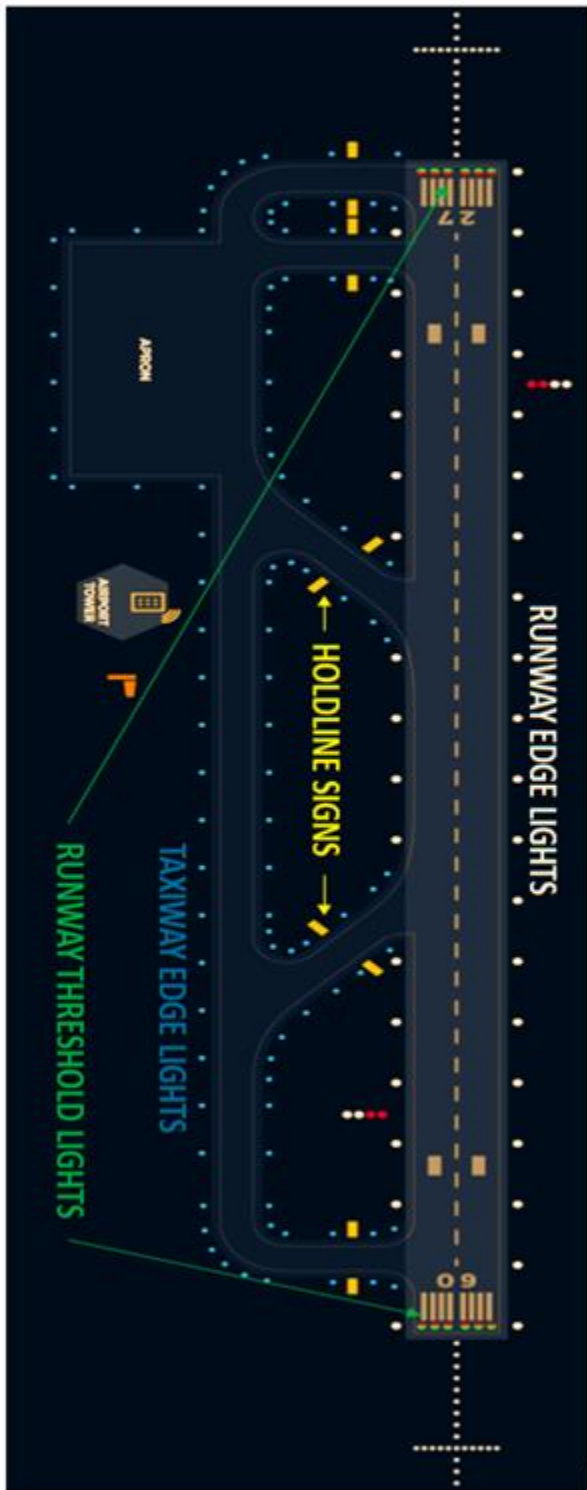 RUNWAY EDGE LIGHTS
27
09
HOLDLINE SIGNS
TAXIWAY EDGE LIGHTS
APRON
AIRPORT
TOWER
RUNWAY THRESHOLD LIGHTS